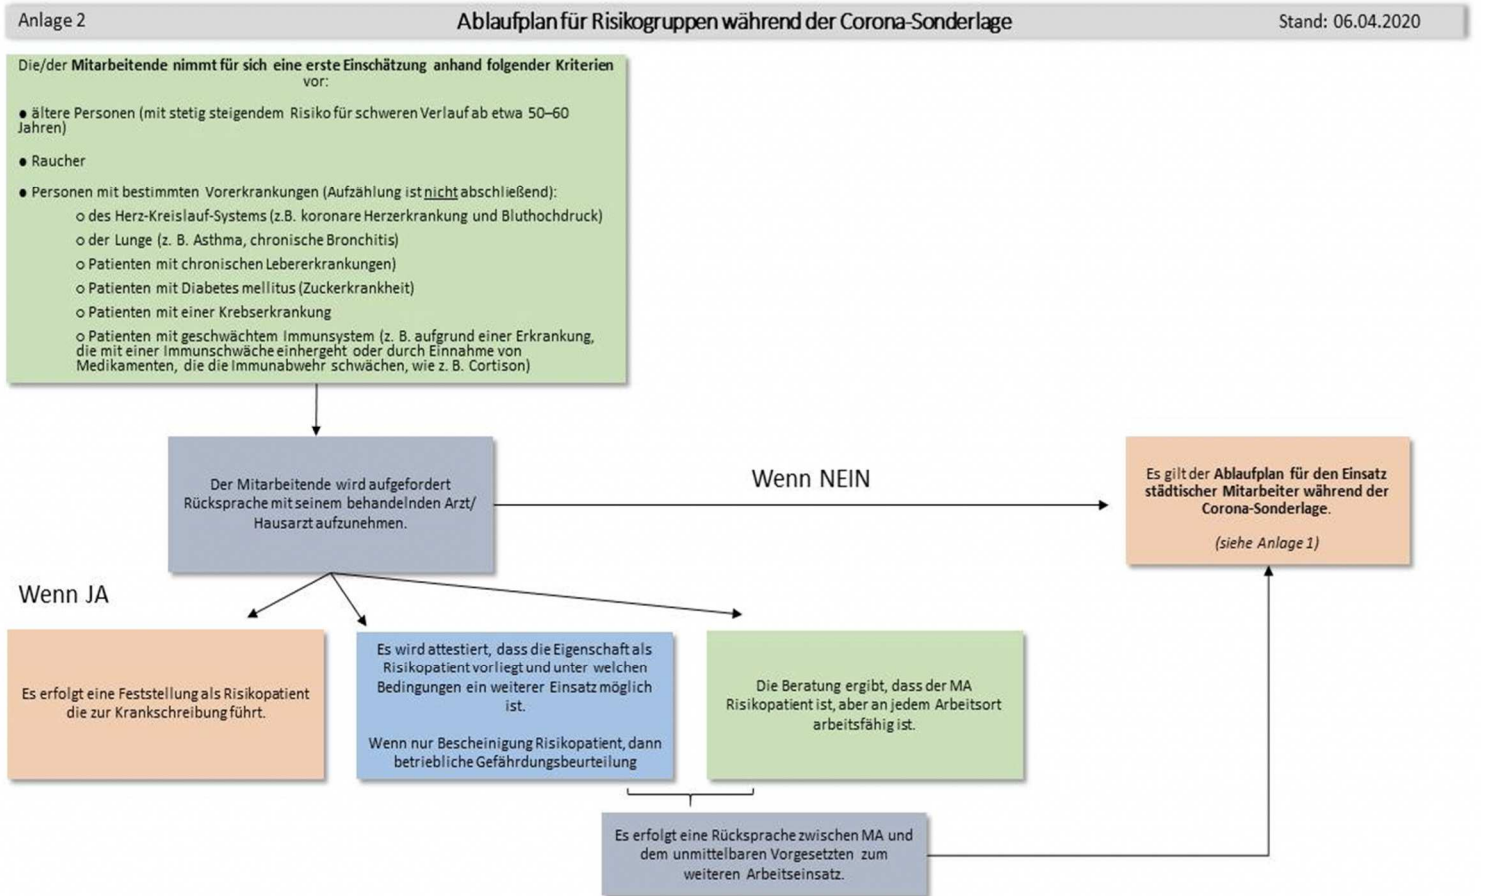 Anlage 2
Ablaufplan für Risikogruppen während der Corona-Sonderlage
Stand: 06.04.2020
Die/der Mitarbeitende nimmt für sich eine erste Einschätzung anhand folgender Kriterien
vor:
● ältere Personen (mit stetig steigendem Risiko für schweren Verlauf ab etwa 50–60
Jahren)
● Raucher
● Personen mit bestimmten Vorerkrankungen (Aufzählung ist nicht abschließend):
o des Herz-Kreislauf-Systems (z.B. koronare Herzerkrankung und Bluthochdruck)
o der Lunge (z. B. Asthma, chronische Bronchitis)
o Patienten mit chronischen Lebererkrankungen)
o Patienten mit Diabetes mellitus (Zuckerkrankheit)
o Patienten mit einer Krebserkrankung
o Patienten mit geschwächtem Immunsystem (z. B. aufgrund einer Erkrankung,
die mit einer Immunschwäche einhergeht oder durch Einnahme von
Medikamenten, die die Immunabwehr schwächen, wie z. B. Cortison)
Der Mitarbeitende wird aufgefordert
Rücksprache mit seinem behandelnden Arzt/
Hausarzt aufzunehmen.
Wenn NEIN
Es gilt der Ablaufplan für den Einsatz
städtischer Mitarbeiter während der
Corona-Sonderlage.
(siehe Anlage 1)
Wenn JA
Es erfolgt eine Feststellung als Risikopatient
die zur Krankschreibung führt.
Es wird attestiert, dass die Eigenschaft als
Risikopatient vorliegt und unter welchen
Bedingungen ein weiterer Einsatz möglich
ist.
Wenn nur Bescheinigung Risikopatient, dann
betriebliche Gefährdungsbeurteilung
Die Beratung ergibt, dass der MA
Risikopatient ist, aber an jedem Arbeitsort
arbeitsfähig ist.
Es erfolgt eine Rücksprache zwischen MA und
dem unmittelbaren Vorgesetzten zum
weiteren Arbeitseinsatz.